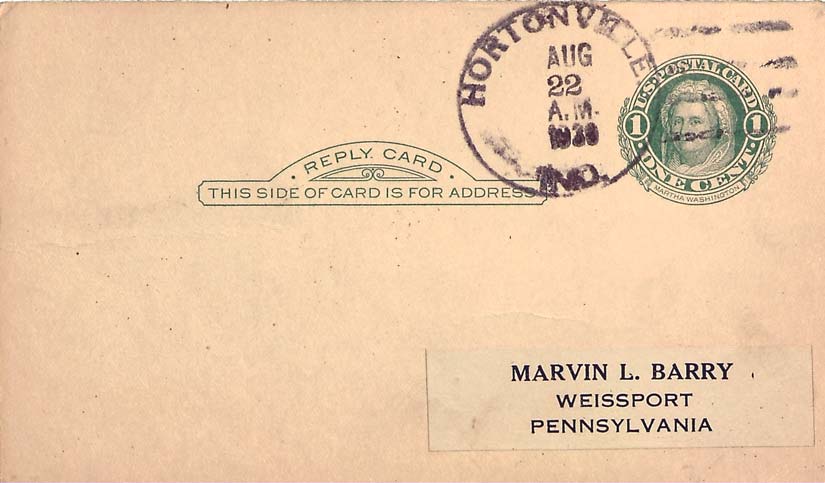 HORTONVILLE
AUG
22
A.M.
IND.
U·S·POSTAL CARD
1 1
·ONE CENT·
MARTHA WASHINGTON
· REPLY CARD ·
THIS SIDE OF CARD IS FOR ADDRESS
MARVIN L. BARRY
WEISSPORT
PENNSYLVANIA